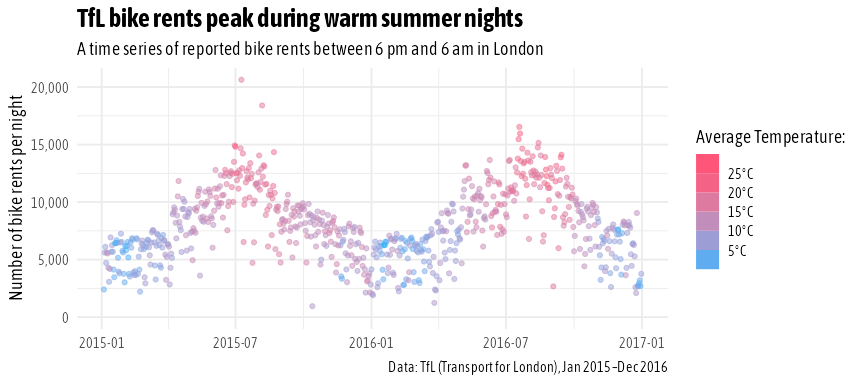 TfL bike rents peak during warm summer nights
A time series of reported bike rents between 6 pm and 6 am in London
Number of bike rents per night
20,000
15,000
10,000
5,000
0
2015-01
2015-07
2016-01
2016-07
2017-01
Average Temperature:
25°C
20°C
15°C
10°C
5°C
Data: TfL (Transport for London), Jan 2015–Dec 2016